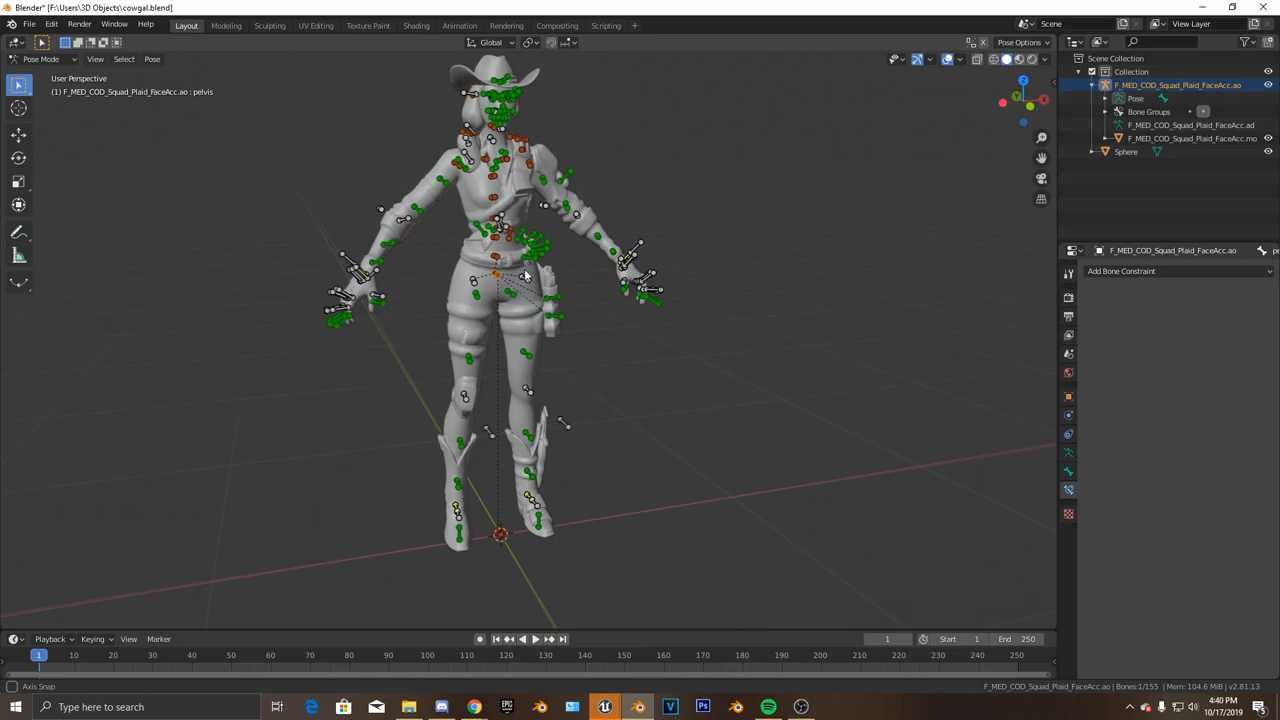 Blender* [F:\Users\3D Objects\cowgal.blend]
File Edit Render Window Help Layout Modeling Sculpting UV Editing Texture Paint Shading Animation Rendering Compositing Scripting + Scene View Layer
Global Pose Options
Pose Mode View Select Pose
User Perspective
(1) F_MED_COD_Squad_Plaid_FaceAcc.ao : pelvis
Z
Y
X
Scene Collection
Collection
F_MED_COD_Squad_Plaid_FaceAcc.ao
Pose
Bone Groups
F_MED_COD_Squad_Plaid_FaceAcc.ad
F_MED_COD_Squad_Plaid_FaceAcc.mo
Sphere
F_MED_COD_Squad_Plaid_FaceAcc.ao
Add Bone Constraint
Playback Keying View Marker 1 Start 1 End 250
1 10 20 30 40 50 60 70 80 90 100 110 120 130 140 150 160 170 180 190 200 210 220 230 240 250
Axis Snap F_MED_COD_Squad_Plaid_FaceAcc.ao | Bones:1/155 | Mem: 104.6 MiB | v2.81.13
Type here to search
4:40 PM
10/17/2019